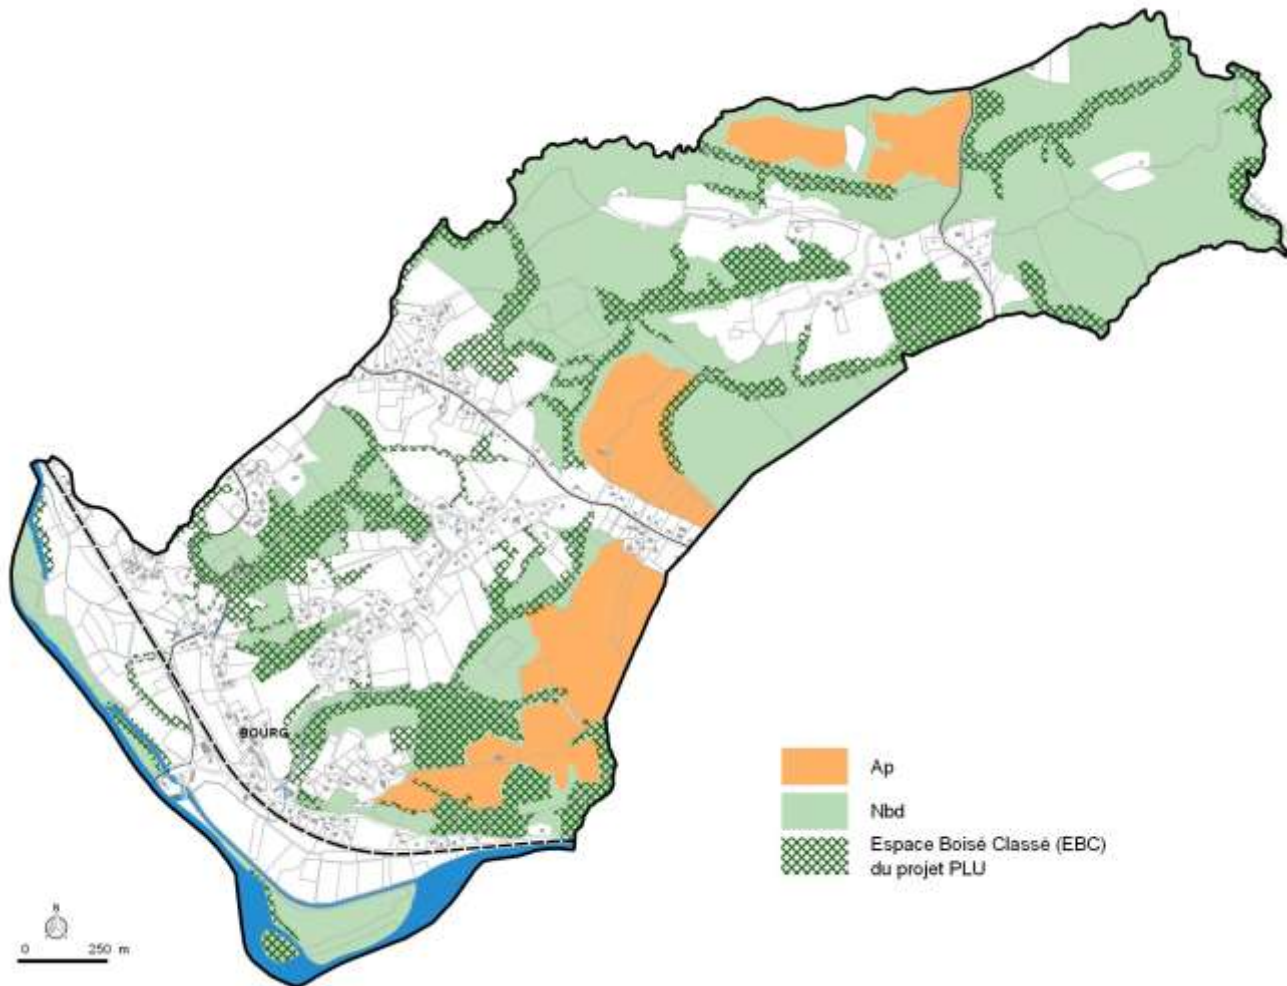 BOURG
Ap
Nbd
Espace Boisé Classé (EBC)
du projet PLU
N
0 250 m